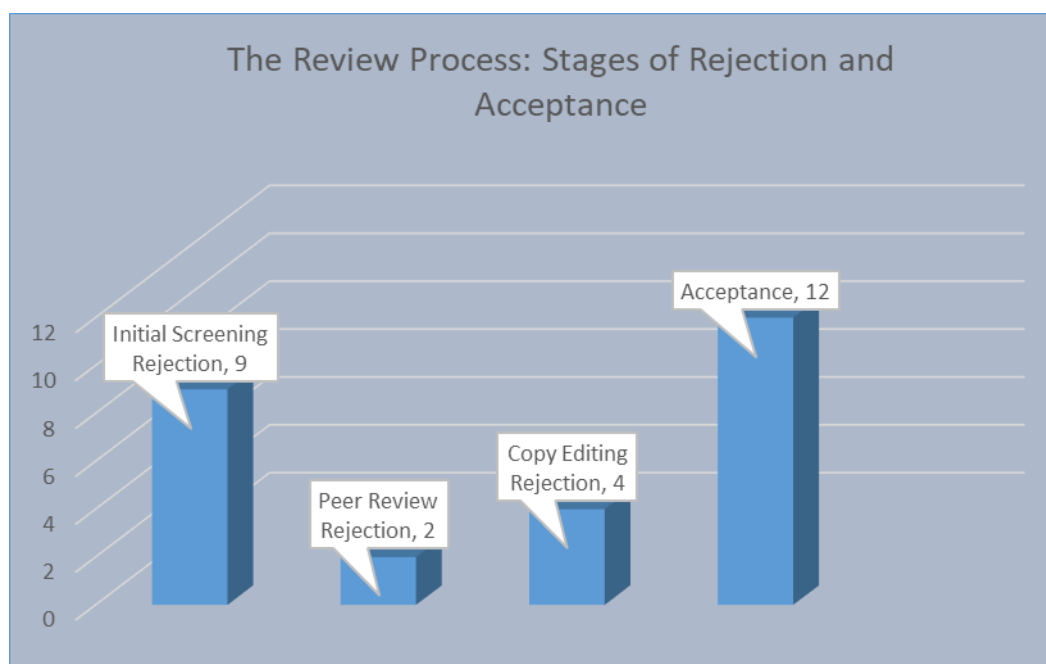 The Review Process: Stages of Rejection and
Acceptance
12
10
8
6
4
2
0
Initial Screening
Rejection, 9
Peer Review
Rejection, 2
Copy Editing
Rejection, 4
Acceptance, 12